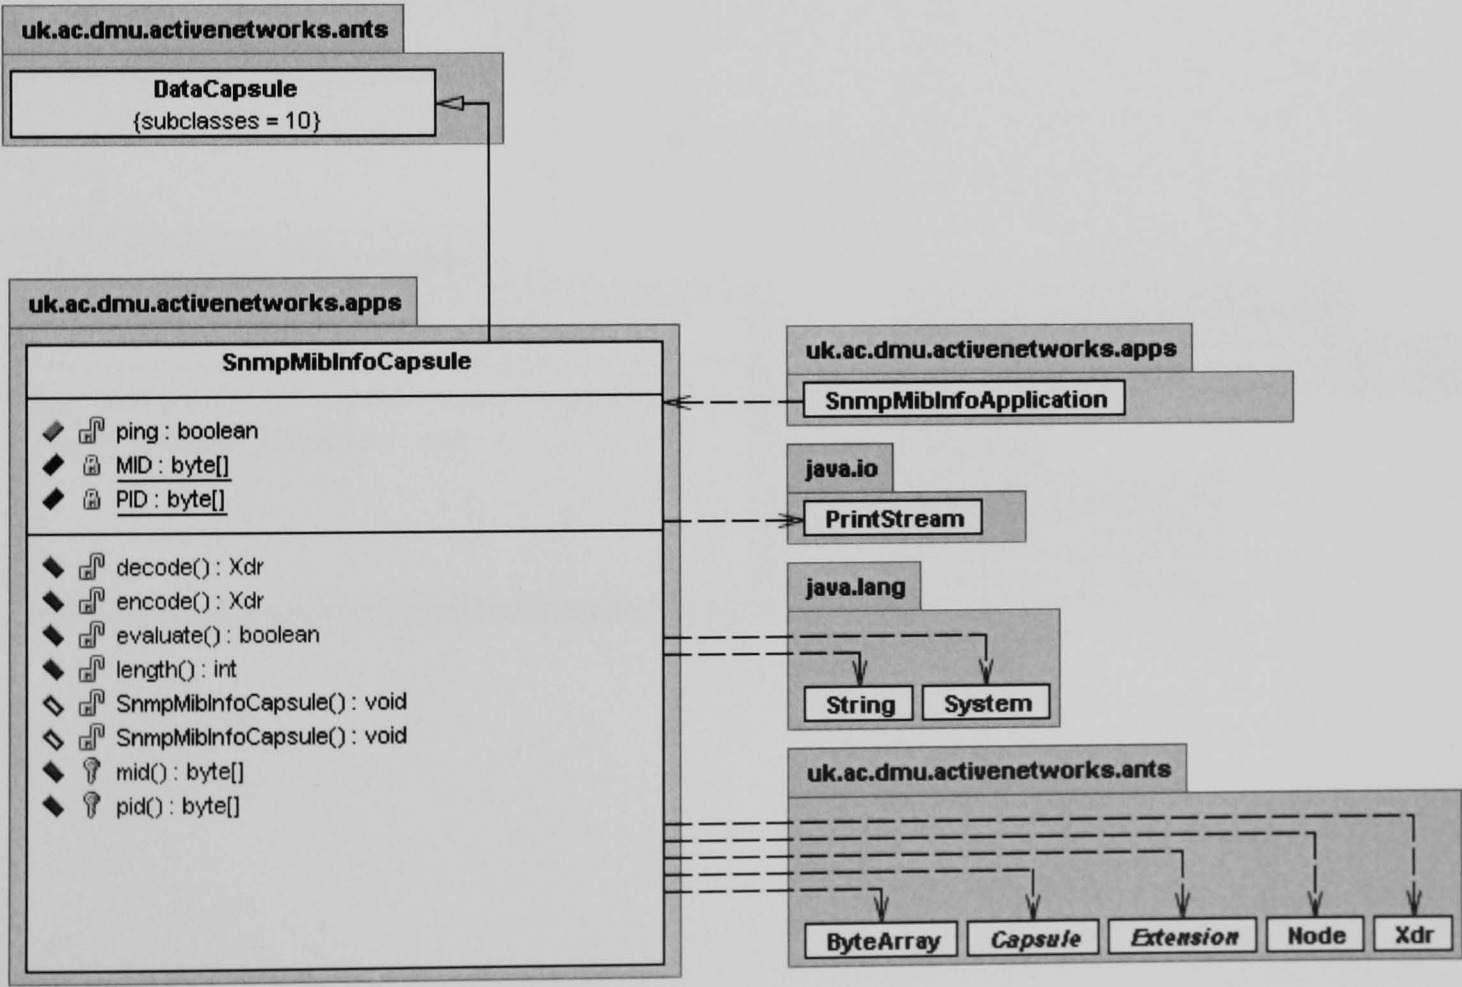 uk.ac.dmu.activenetworks.ants
DataCapsule
{subclasses = 10}
uk.ac.dmu.activenetworks.apps
SnmpMibInfoCapsule
ping : boolean
MID : byte[]
PID : byte[]
decode() : Xdr
encode() : Xdr
evaluate() : boolean
length() : int
SnmpMibInfoCapsule() : void
SnmpMibInfoCapsule() : void
mid() : byte[]
pid() : byte[]
uk.ac.dmu.activenetworks.apps
SnmpMibInfoApplication
java.io
PrintStream
java.lang
String System
uk.ac.dmu.activenetworks.ants
ByteArray Capsule Extension Node Xdr